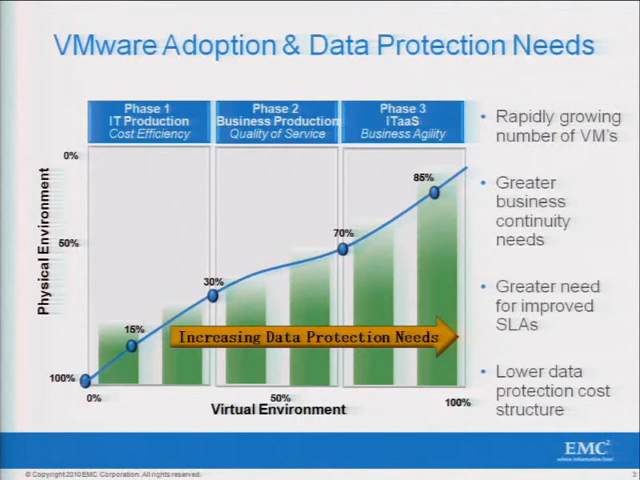 VMware Adoption & Data Protection Needs
Phase 1
IT Production
Cost Efficiency
Phase 2
Business Production
Quality of Service
Phase 3
ITaaS
Business Agility
Physical Environment
0%
50%
100%
15%
30%
70%
85%
Increasing Data Protection Needs
0%
50%
100%
Virtual Environment
• Rapidly growing
number of VM's
• Greater
business
continuity
needs
• Greater need
for improved
SLAs
• Lower data
protection cost
structure
EMC²
where information lives®
© Copyright 2010 EMC Corporation. All rights reserved.
3